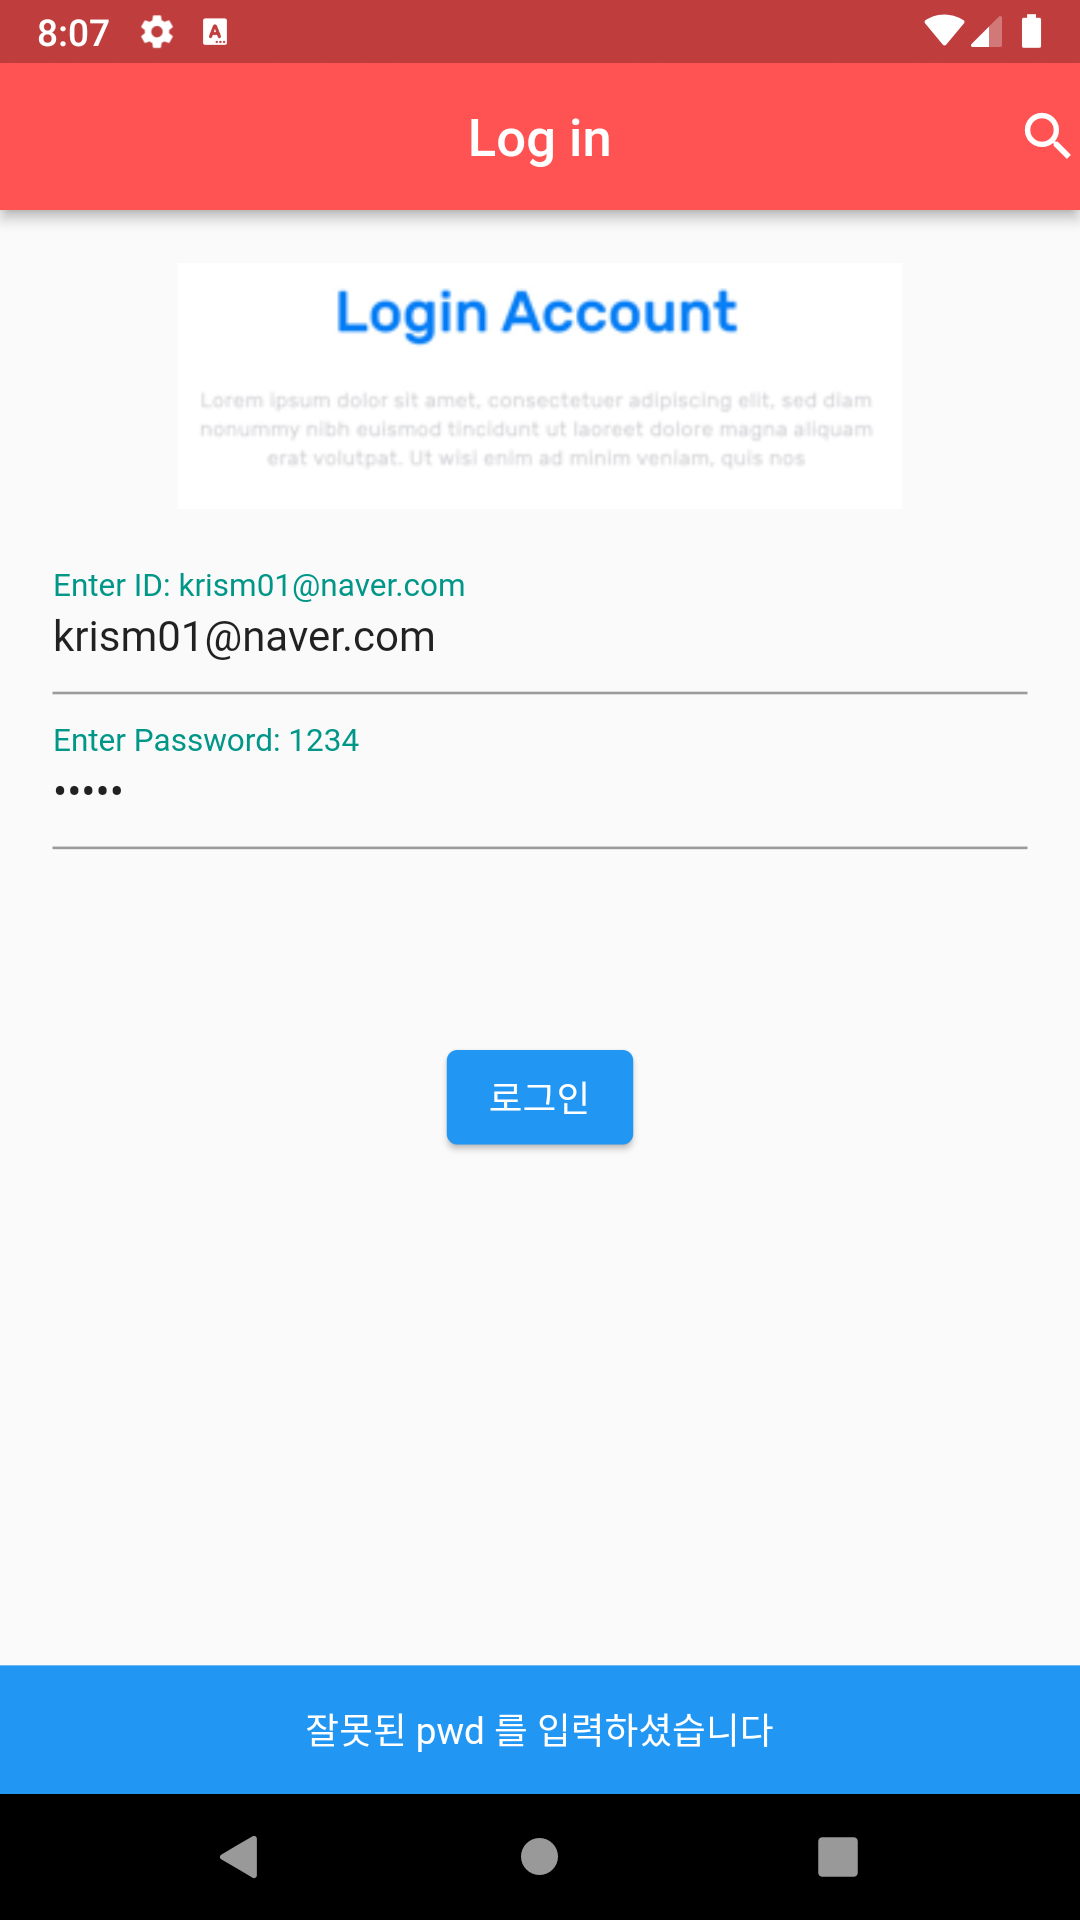 8:07
Log in
Login Account
Lorem ipsum dolor sit amet, consectetuer adipiscing elit, sed diam
nonummy nibh euismod tincidunt ut laoreet dolore magna aliquam
erat volutpat. Ut wisi enim ad minim veniam, quis nos
Enter ID: krism01@naver.com
krism01@naver.com
Enter Password: 1234
•••••
로그인
잘못된 pwd 를 입력하셨습니다